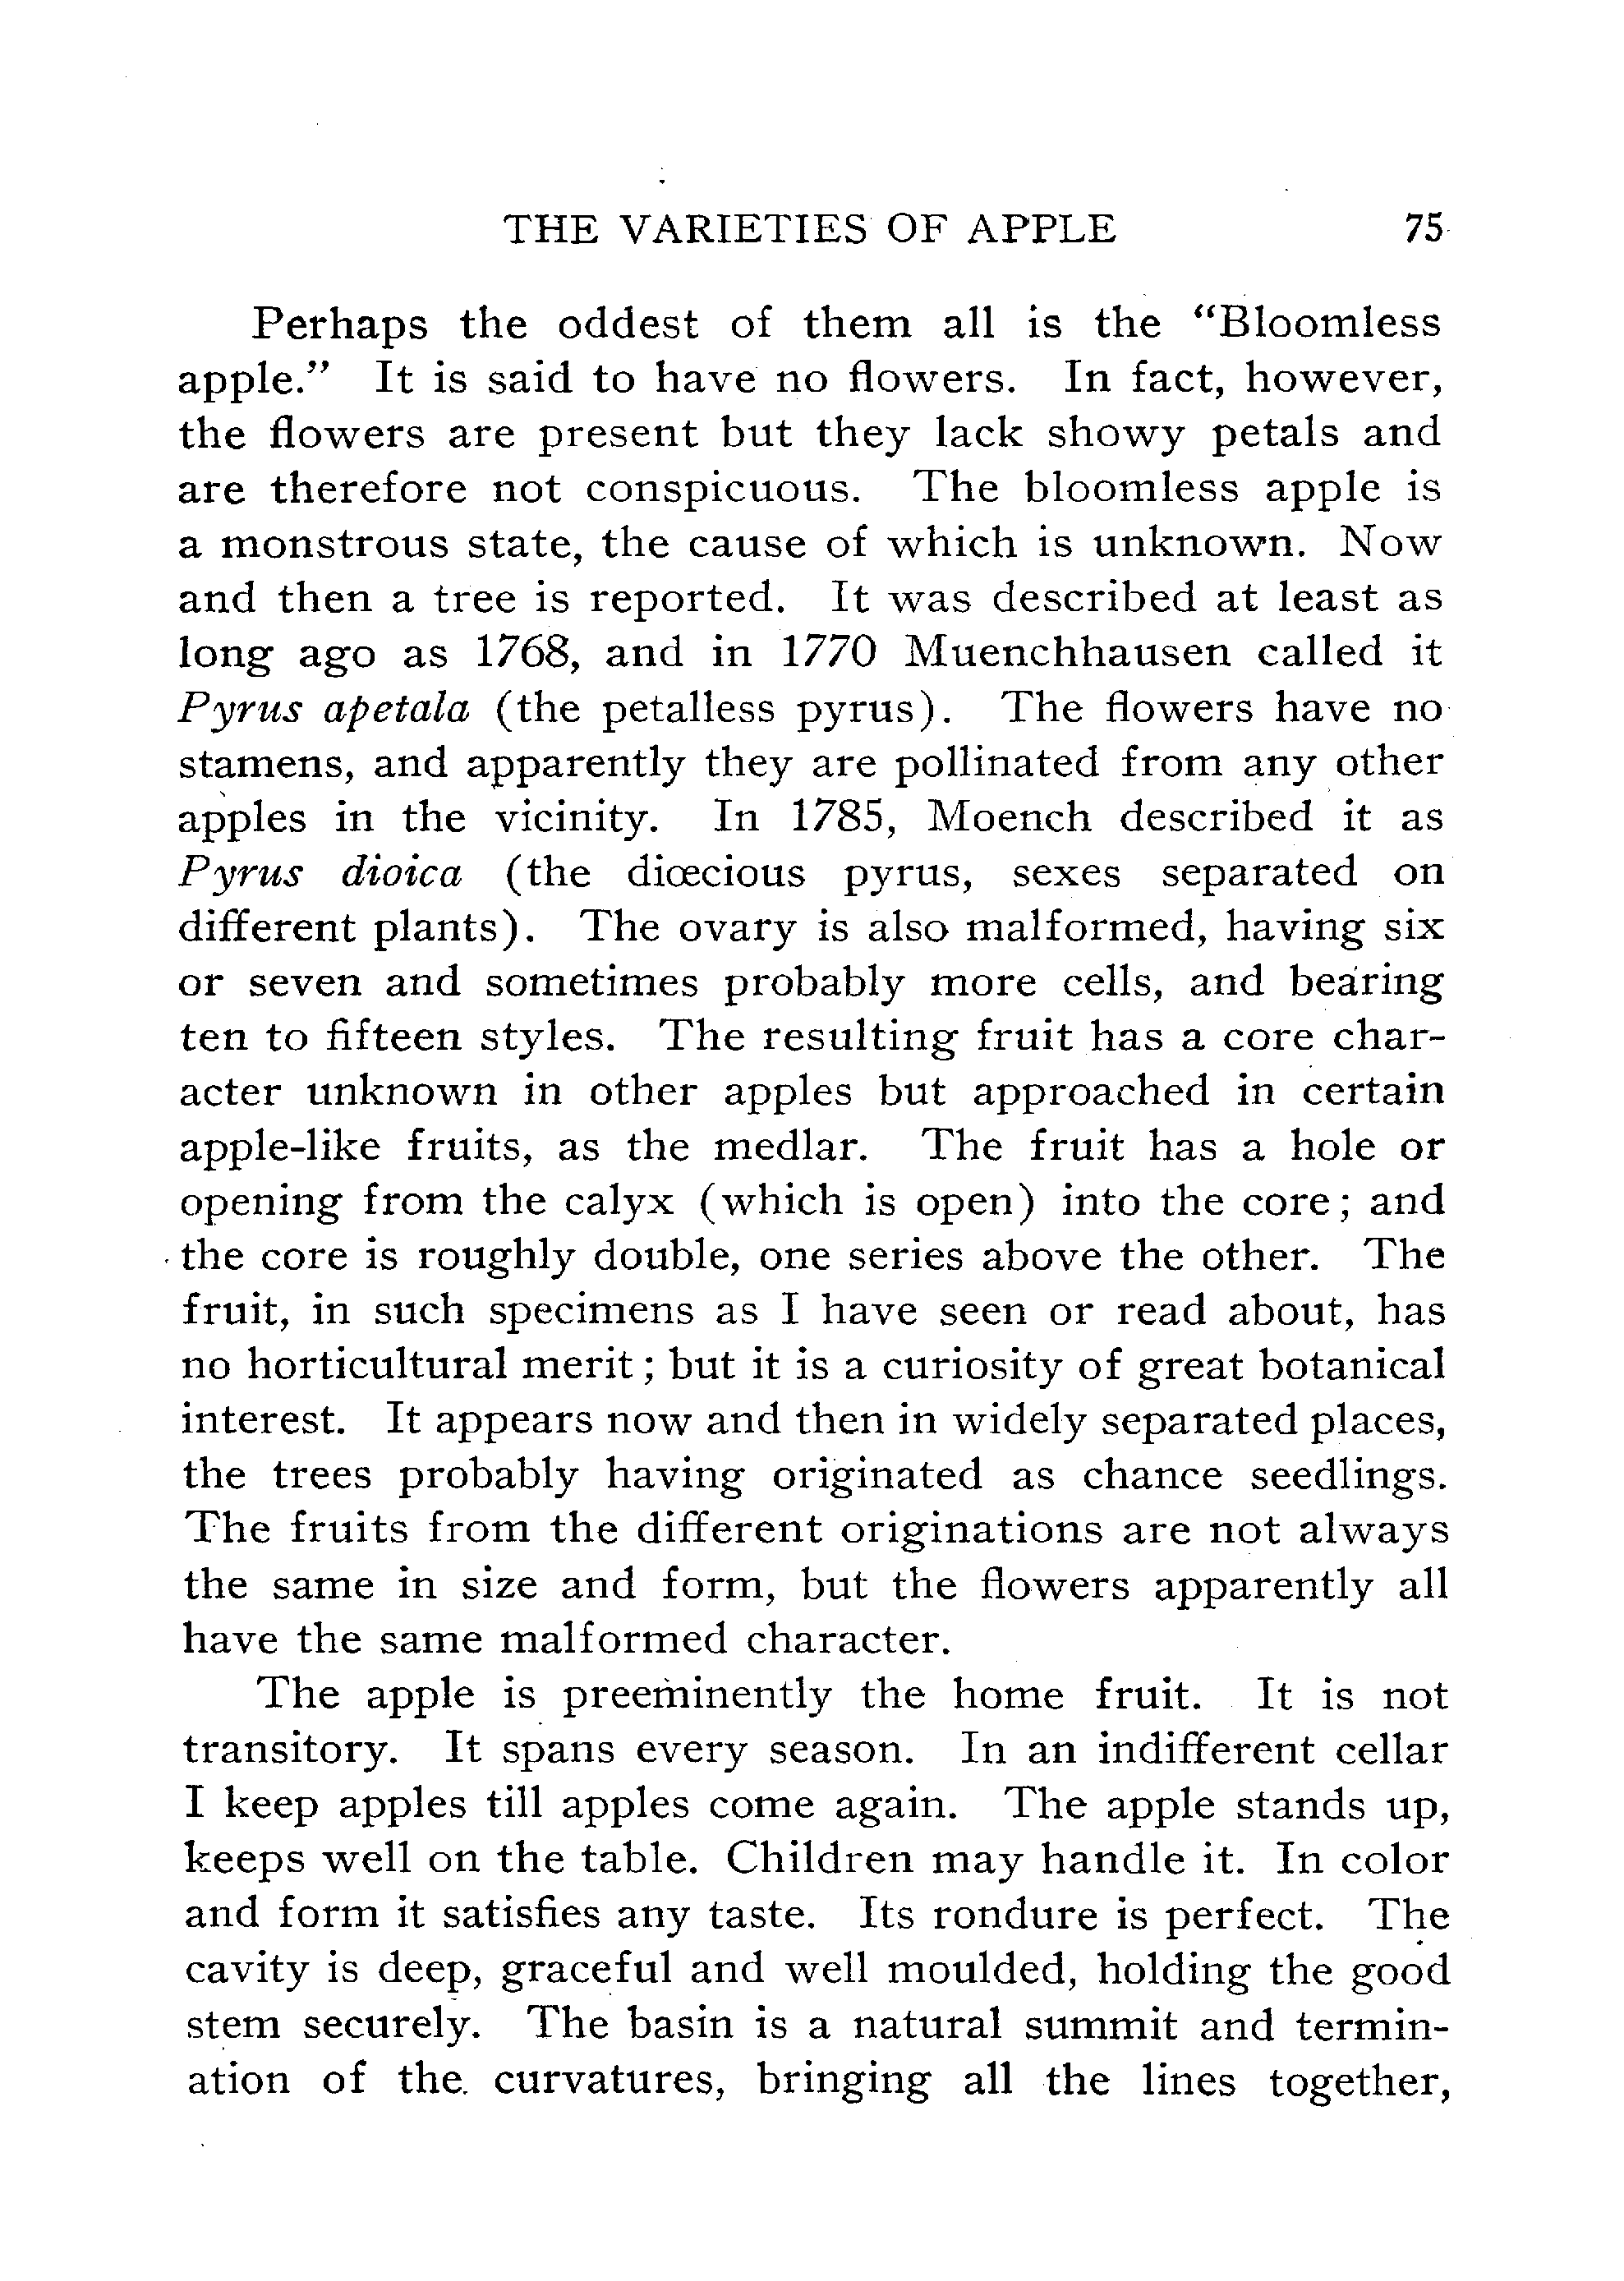 THE VARIETIES OF APPLE 75
Perhaps the oddest of them all is the “Bloomless
apple.” It is said to have no flowers. In fact, however,
the flowers are present but they lack showy petals and
are therefore not conspicuous. The bloomless apple is
a monstrous state, the cause of which is unknown. Now
and then a tree is reported. It was described at least as
long ago as 1768, and in 1770 Muenchhausen called it
Pyrus apetala (the petalless pyrus). The flowers have no
stamens, and apparently they are pollinated from any other
apples in the vicinity. In 1785, Moench described it as
Pyrus dioica (the diœcious pyrus, sexes separated on
different plants). The ovary is also malformed, having six
or seven and sometimes probably more cells, and bearing
ten to fifteen styles. The resulting fruit has a core char-
acter unknown in other apples but approached in certain
apple-like fruits, as the medlar. The fruit has a hole or
opening from the calyx (which is open) into the core; and
the core is roughly double, one series above the other. The
fruit, in such specimens as I have seen or read about, has
no horticultural merit; but it is a curiosity of great botanical
interest. It appears now and then in widely separated places,
the trees probably having originated as chance seedlings.
The fruits from the different originations are not always
the same in size and form, but the flowers apparently all
have the same malformed character.
The apple is preeminently the home fruit. It is not
transitory. It spans every season. In an indifferent cellar
I keep apples till apples come again. The apple stands up,
keeps well on the table. Children may handle it. In color
and form it satisfies any taste. Its rondure is perfect. The
cavity is deep, graceful and well moulded, holding the good
stem securely. The basin is a natural summit and termin-
ation of the curvatures, bringing all the lines together,